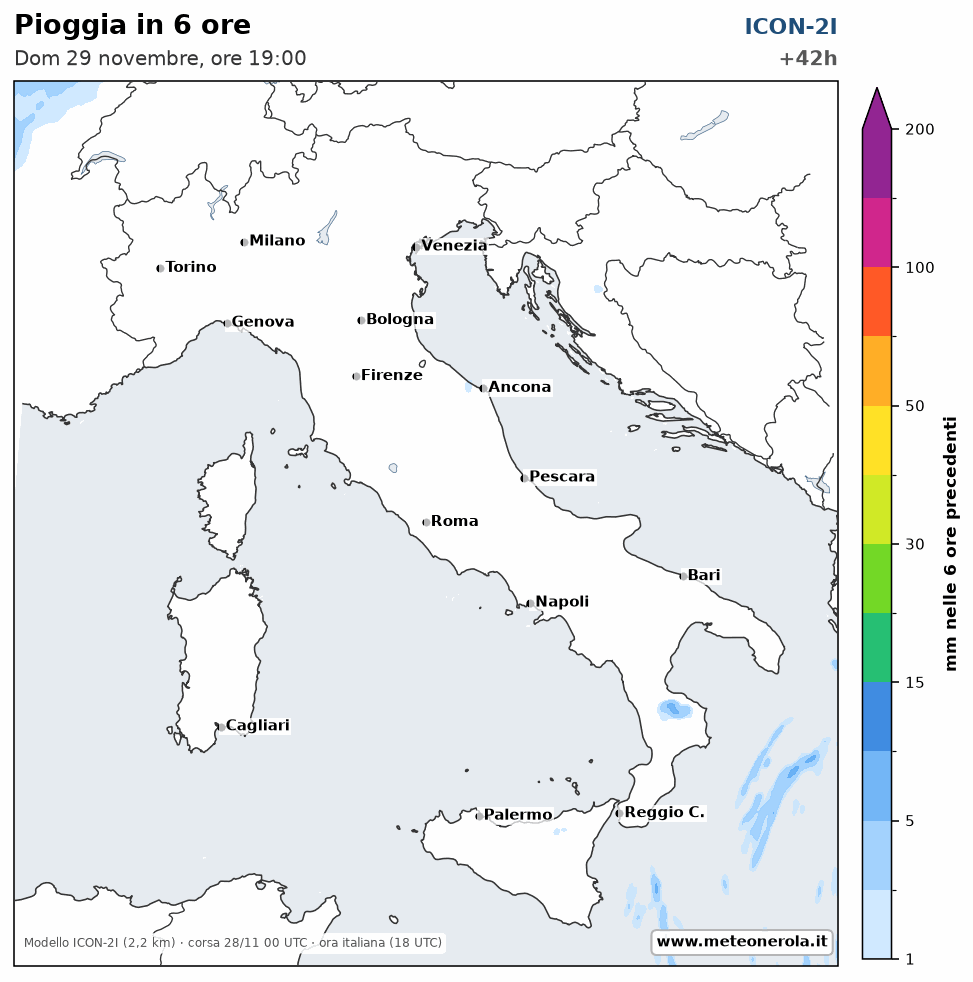 Pioggia in 6 ore
ICON-2I
Dom 29 novembre, ore 19:00
+42h
200
100
50
30
15
5
1
mm nelle 6 ore precedenti
Milano
Venezia
Torino
Genova
Bologna
Firenze
Ancona
Pescara
Roma
Bari
Napoli
Cagliari
Palermo
Reggio C.
Modello ICON-2I (2,2 km) · corsa 28/11 00 UTC · ora italiana (18 UTC)
www.meteonerola.it